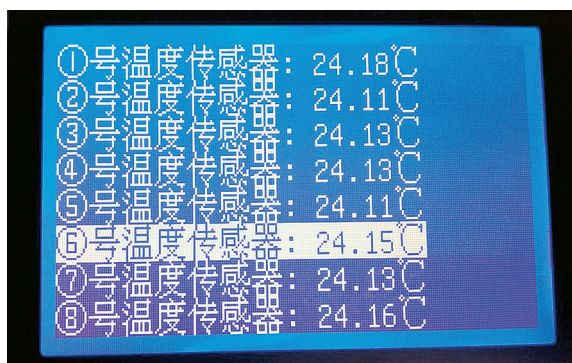 ①号温度传感器: 24.18℃
②号温度传感器: 24.11℃
③号温度传感器: 24.13℃
④号温度传感器: 24.13℃
⑤号温度传感器: 24.11℃
⑥号温度传感器: 24.15℃
⑦号温度传感器: 24.13℃
⑧号温度传感器: 24.16℃